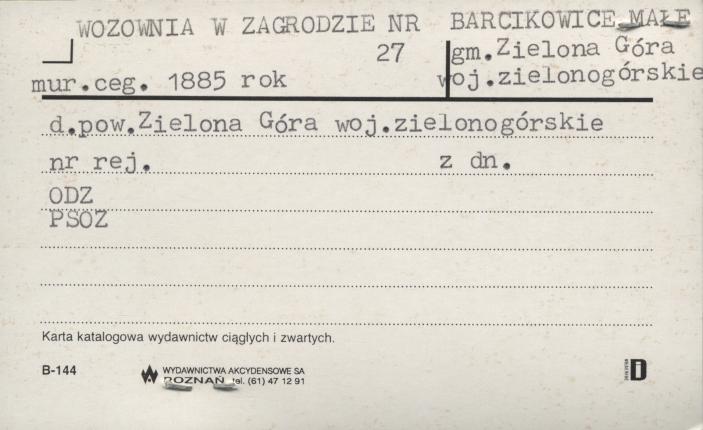 WOZOWNIA W ZAGRODZIE NR BARCIKOWICE MAŁE
27 gm.Zielona Góra
mur.ceg. 1885 rok woj.zielonogórskie
d.pow.Zielona Góra woj.zielonogórskie
nr rej. z dn.
ODZ
PSOZ
Karta katalogowa wydawnictw ciągłych i zwartych.
B-144 WYDAWNICTWA AKCYDENSOWE SA
POZNAŃ tel. (61) 47 12 91